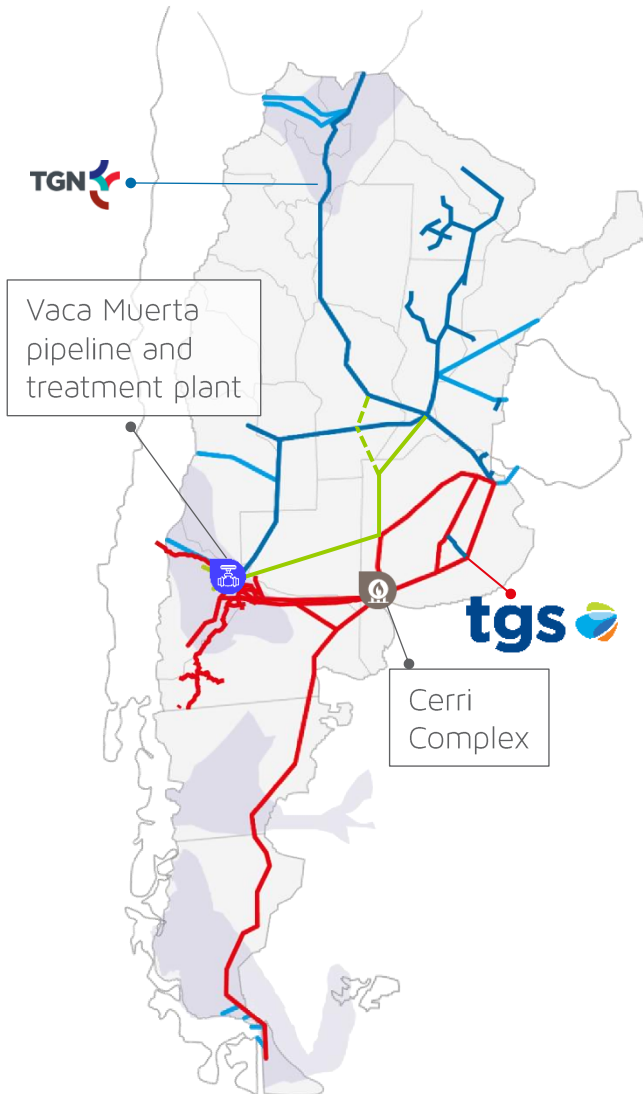 TGN
Vaca Muerta
pipeline and
treatment plant
tgs
Cerri
Complex